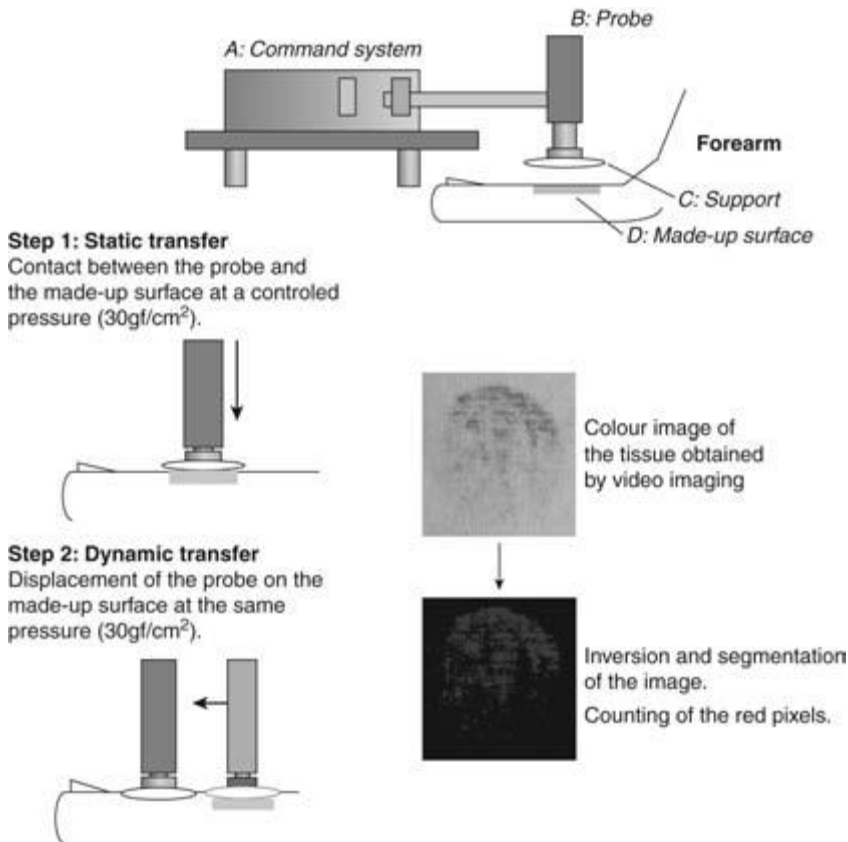 B: Probe
A: Command system
Forearm
C: Support
D: Made-up surface
Step 1: Static transfer
Contact between the probe and
the made-up surface at a controled
pressure (30gf/cm²).
Colour image of
the tissue obtained
by video imaging
Step 2: Dynamic transfer
Displacement of the probe on the
made-up surface at the same
pressure (30gf/cm²).
Inversion and segmentation
of the image.
Counting of the red pixels.